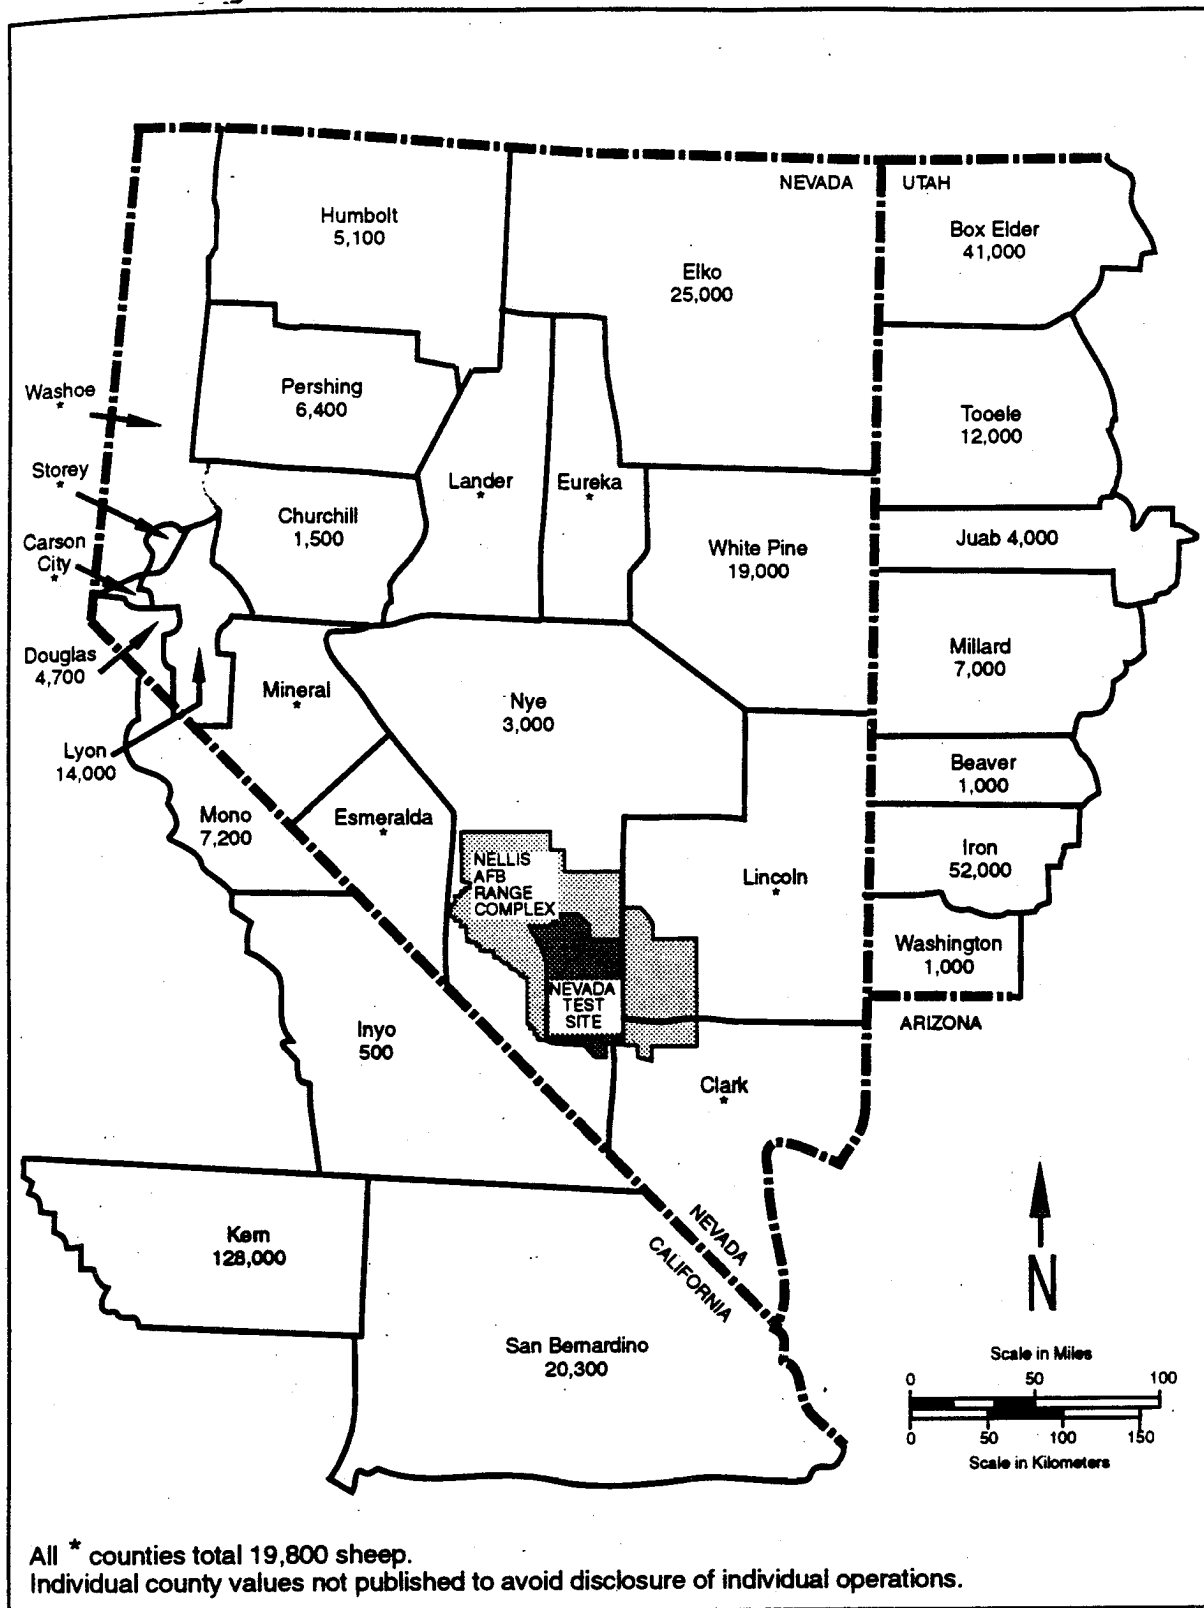 NEVADA
UTAH
Humbolt
5,100
Elko
25,000
Box Elder
41,000
Washoe
*
Pershing
6,400
Tooele
12,000
Storey
*
Lander
*
Eureka
*
Churchill
1,500
Carson
City
*
White Pine
19,000
Juab 4,000
Douglas
4,700
Mineral
*
Nye
3,000
Millard
7,000
Lyon
14,000
Mono
7,200
Esmeralda
*
Beaver
1,000
NELLIS
AFB
RANGE
COMPLEX
Lincoln
*
Iron
52,000
Washington
1,000
NEVADA
TEST
SITE
ARIZONA
Inyo
500
Clark
*
Kern
128,000
NEVADA
CALIFORNIA
N
San Bernardino
20,300
Scale in Miles
0 50 100
0 50 100 150
Scale in Kilometers
All * counties total 19,800 sheep.
Individual county values not published to avoid disclosure of individual operations.